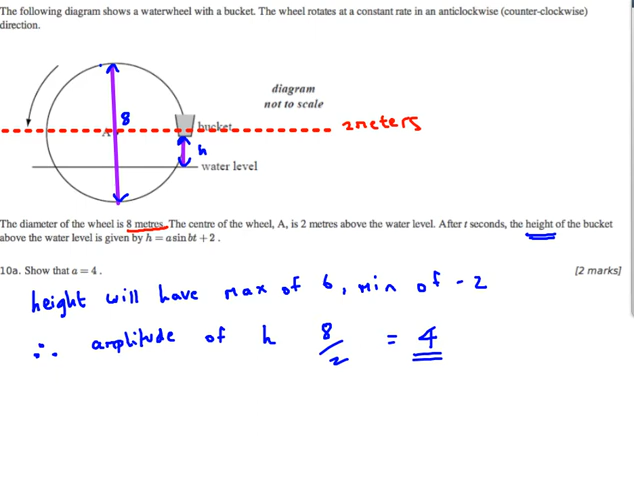 The following diagram shows a waterwheel with a bucket. The wheel rotates at a constant rate in an anticlockwise (counter-clockwise)
direction.
diagram
not to scale
8
bucket
2 meters
A
h
water level
The diameter of the wheel is 8 metres. The centre of the wheel, A, is 2 metres above the water level. After t seconds, the height of the bucket
above the water level is given by h = asinbt + 2 .
10a. Show that a = 4 .
[2 marks]
height will have max of 6, min of -2
∴ amplitude of h 8/2 = 4